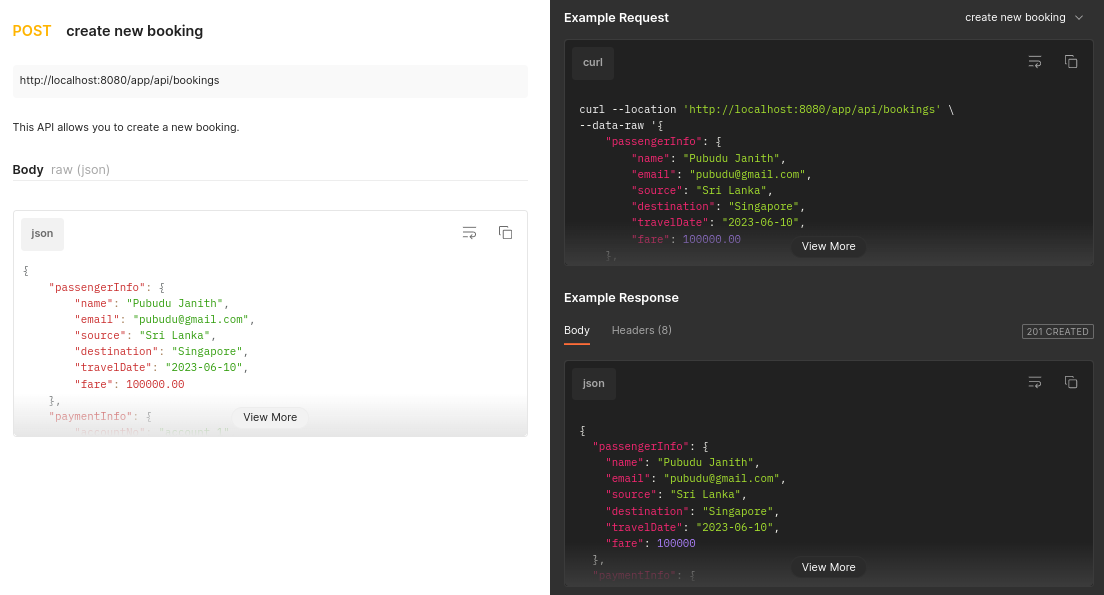 POST create new booking
http://localhost:8080/app/api/bookings
This API allows you to create a new booking.
Body raw (json)
json
{
    "passengerInfo": {
        "name": "Pubudu Janith",
        "email": "pubudu@gmail.com",
        "source": "Sri Lanka",
        "destination": "Singapore",
        "travelDate": "2023-06-10",
        "fare": 100000.00
    },
    "paymentInfo": {
        "accountNo": "account 1"
View More
Example Request
create new booking
curl
curl --location 'http://localhost:8080/app/api/bookings' \
--data-raw '{
    "passengerInfo": {
        "name": "Pubudu Janith",
        "email": "pubudu@gmail.com",
        "source": "Sri Lanka",
        "destination": "Singapore",
        "travelDate": "2023-06-10",
        "fare": 100000.00
    },
View More
Example Response
Body Headers (8)
201 CREATED
json
{
  "passengerInfo": {
    "name": "Pubudu Janith",
    "email": "pubudu@gmail.com",
    "source": "Sri Lanka",
    "destination": "Singapore",
    "travelDate": "2023-06-10",
    "fare": 100000
  },
  "paymentInfo": {
View More